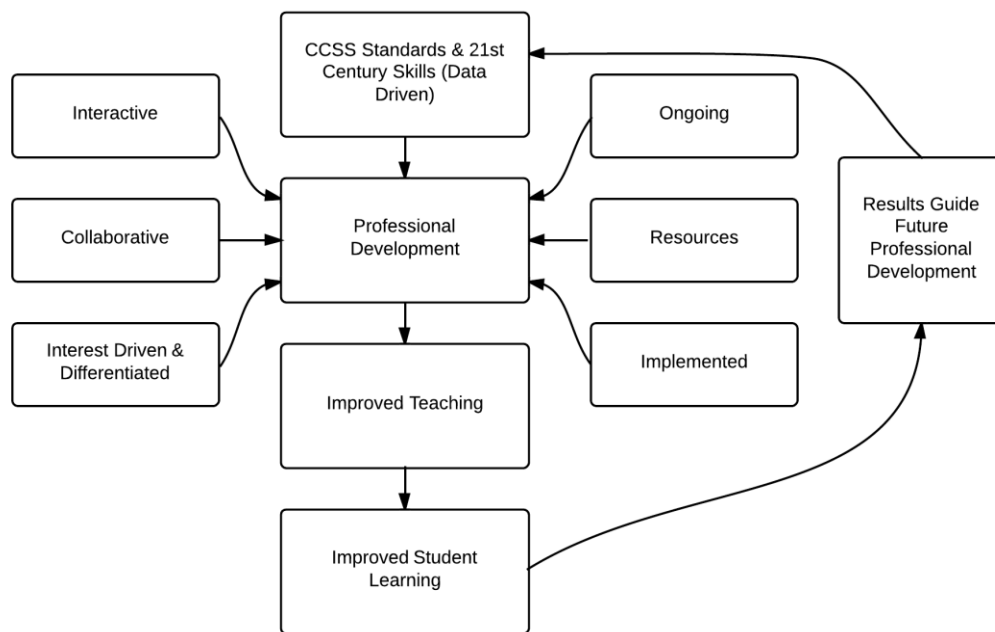 CCSS Standards & 21st
Century Skills (Data
Driven)
Interactive
Ongoing
Professional
Development
Collaborative
Resources
Results Guide
Future
Professional
Development
Interest Driven &
Differentiated
Implemented
Improved Teaching
Improved Student
Learning